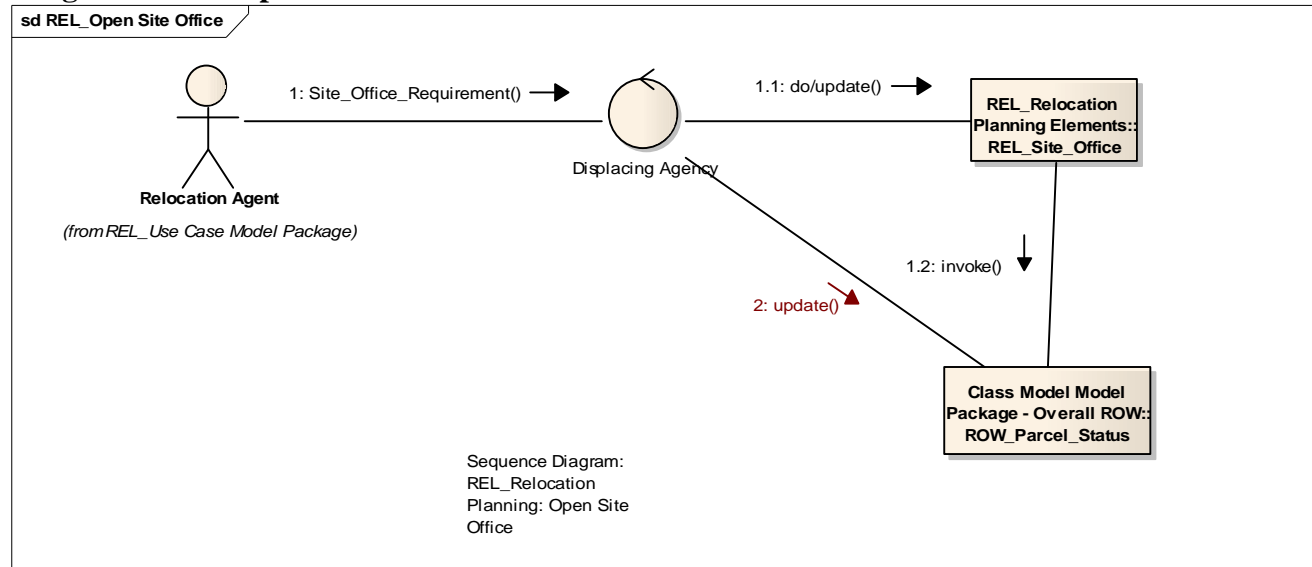 sd REL_Open Site Office
1: Site_Office_Requirement()
1.1: do/update()
REL_Relocation
Planning Elements::
REL_Site_Office
Displacing Agency
Relocation Agent
(from REL_Use Case Model Package)
1.2: invoke()
2: update()
Class Model Model
Package - Overall ROW::
ROW_Parcel_Status
Sequence Diagram:
REL_Relocation
Planning: Open Site
Office